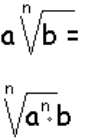 a ⁿ√b =
ⁿ√aⁿ·b